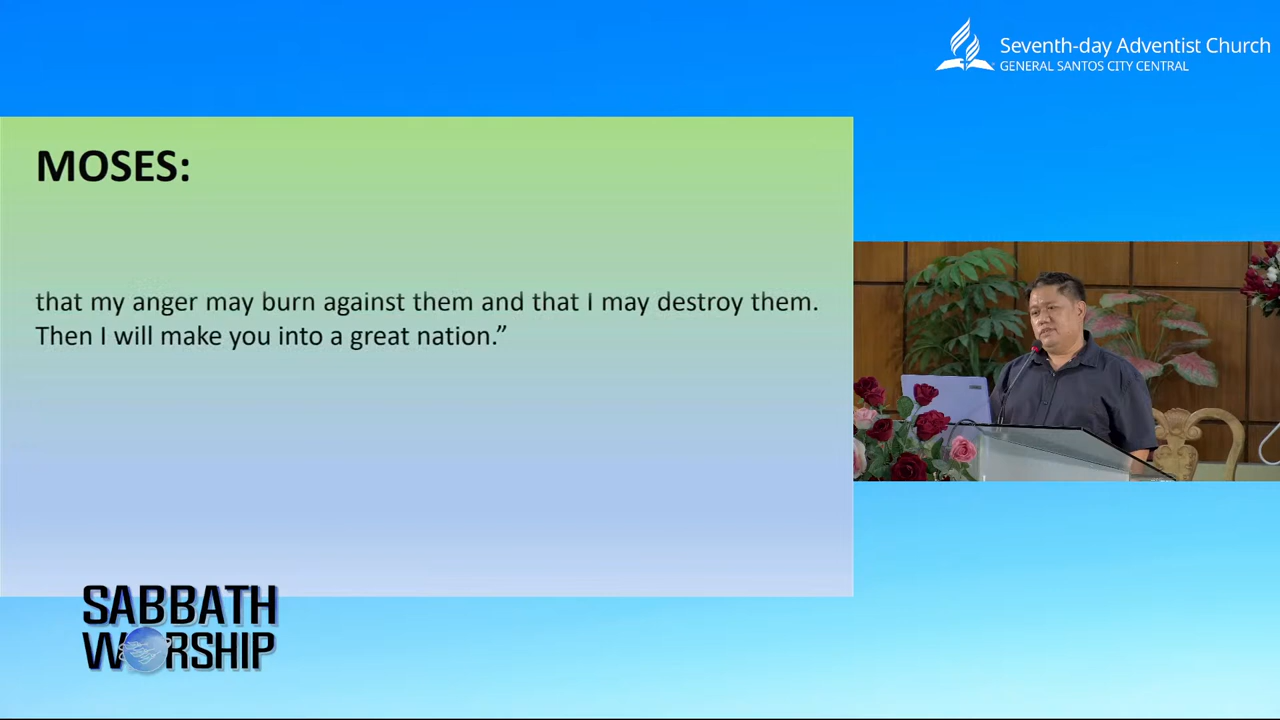 Seventh-day Adventist Church
GENERAL SANTOS CITY CENTRAL
MOSES:
that my anger may burn against them and that I may destroy them.
Then I will make you into a great nation.”
SABBATH
WORSHIP